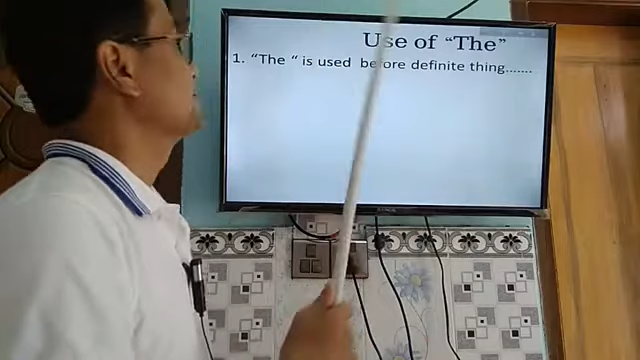 Use of “The”
1. “The “ is used before definite thing.......